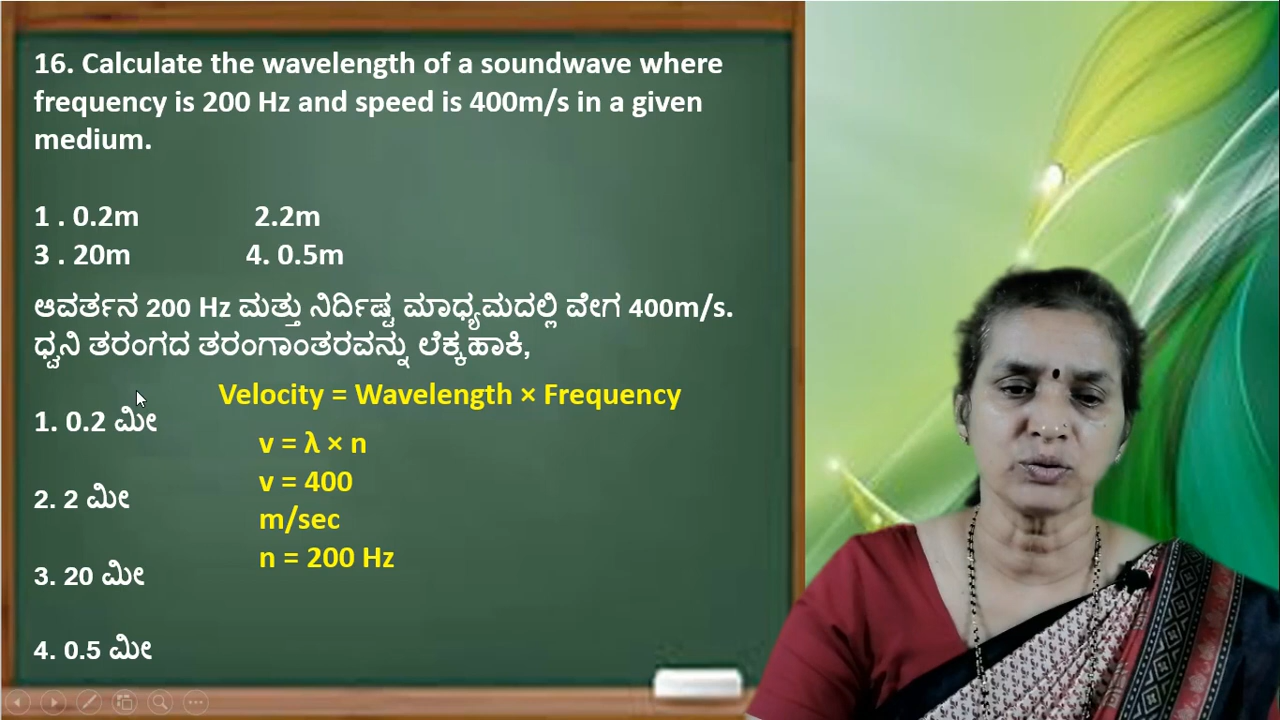 16. Calculate the wavelength of a soundwave where
frequency is 200 Hz and speed is 400m/s in a given
medium.
1 . 0.2m 2.2m
3 . 20m 4. 0.5m
ಆವರ್ತನ 200 Hz ಮತ್ತು ನಿರ್ದಿಷ್ಟ ಮಾಧ್ಯಮದಲ್ಲಿ ವೇಗ 400m/s.
ಧ್ವನಿ ತರಂಗದ ತರಂಗಾಂತರವನ್ನು ಲೆಕ್ಕಹಾಕಿ,
Velocity = Wavelength × Frequency
1. 0.2 ಮೀ
v = λ × n
v = 400
2. 2 ಮೀ
m/sec
n = 200 Hz
3. 20 ಮೀ
4. 0.5 ಮೀ